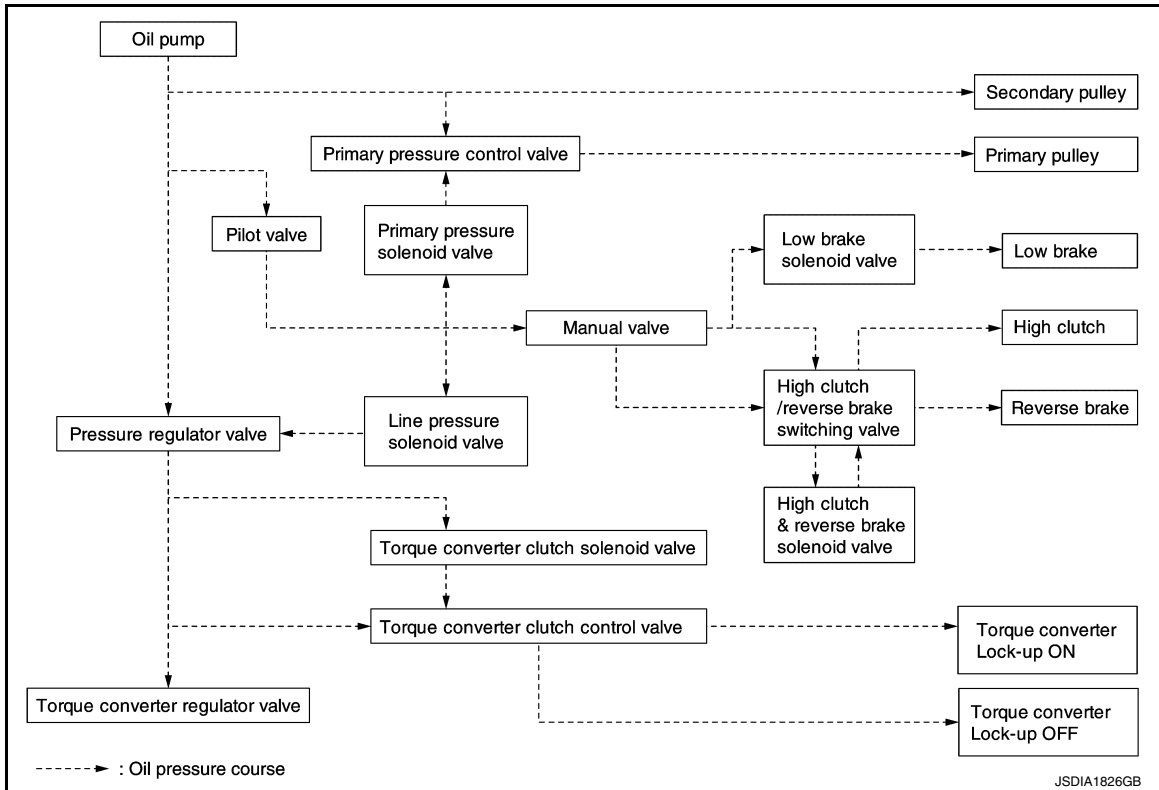 Oil pump
Secondary pulley
Primary pressure control valve
Primary pulley
Pilot valve
Primary pressure
solenoid valve
Low brake
solenoid valve
Low brake
Manual valve
High clutch
High clutch
/reverse brake
switching valve
Reverse brake
Pressure regulator valve
Line pressure
solenoid valve
High clutch
& reverse brake
solenoid valve
Torque converter clutch solenoid valve
Torque converter clutch control valve
Torque converter
Lock-up ON
Torque converter regulator valve
Torque converter
Lock-up OFF
: Oil pressure course
JSDIA1826GB